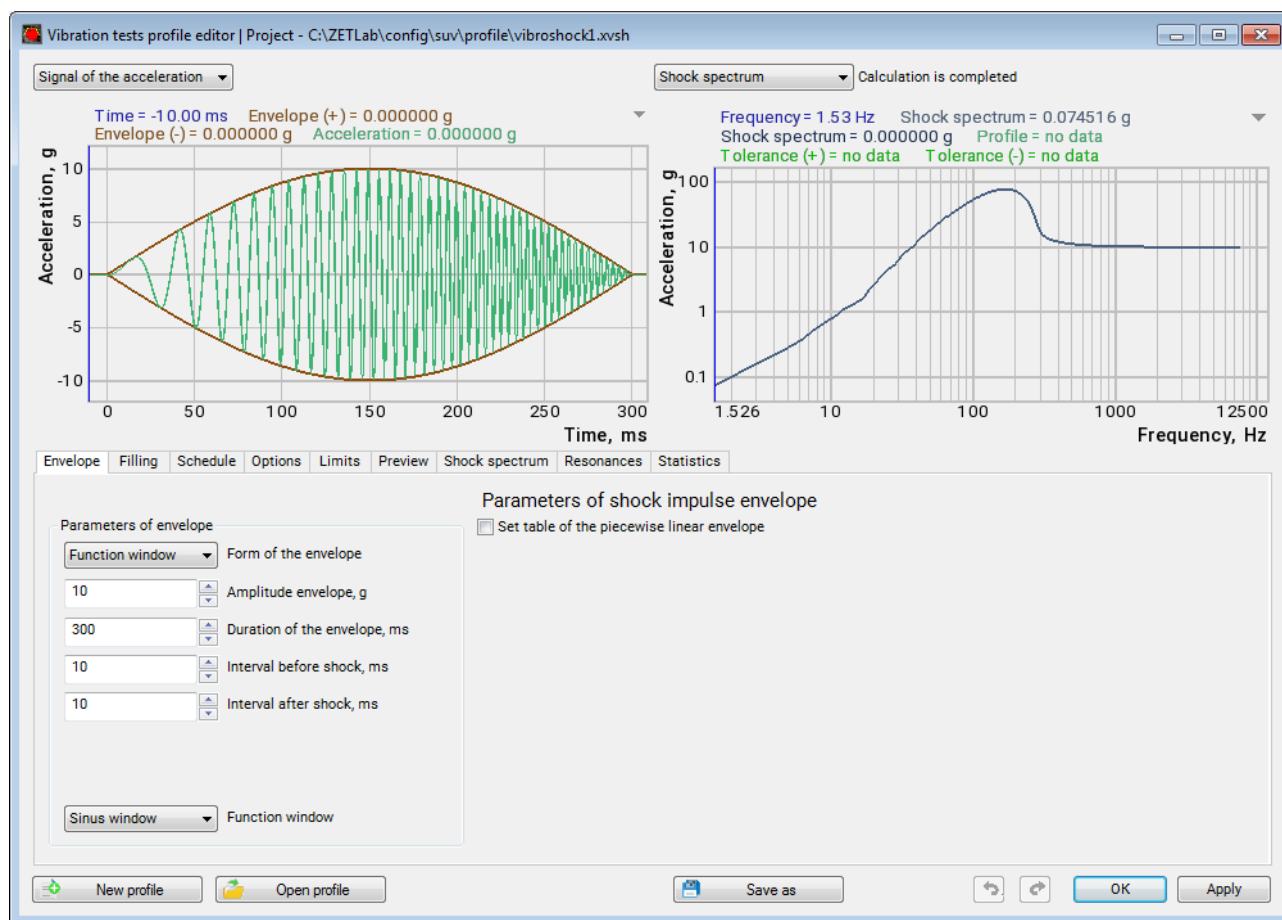 Vibration tests profile editor | Project - C:\ZETLab\config\suv\profile\vibroshock1.xvsh
Signal of the acceleration
Shock spectrum Calculation is completed
Time = -10.00 ms Envelope (+) = 0.000000 g
Envelope (-) = 0.000000 g Acceleration = 0.000000 g
Acceleration, g
10
5
0
-5
-10
0 50 100 150 200 250 300
Time, ms
Frequency = 1.53 Hz Shock spectrum = 0.074516 g
Shock spectrum = 0.000000 g Profile = no data
Tolerance (+) = no data Tolerance (-) = no data
Acceleration, g
100
10
1
0.1
1.526 10 100 1000 12500
Frequency, Hz
Envelope Filling Schedule Options Limits Preview Shock spectrum Resonances Statistics
Parameters of shock impulse envelope
Set table of the piecewise linear envelope
Parameters of envelope
Function window Form of the envelope
10 Amplitude envelope, g
300 Duration of the envelope, ms
10 Interval before shock, ms
10 Interval after shock, ms
Sinus window Function window
New profile Open profile Save as OK Apply